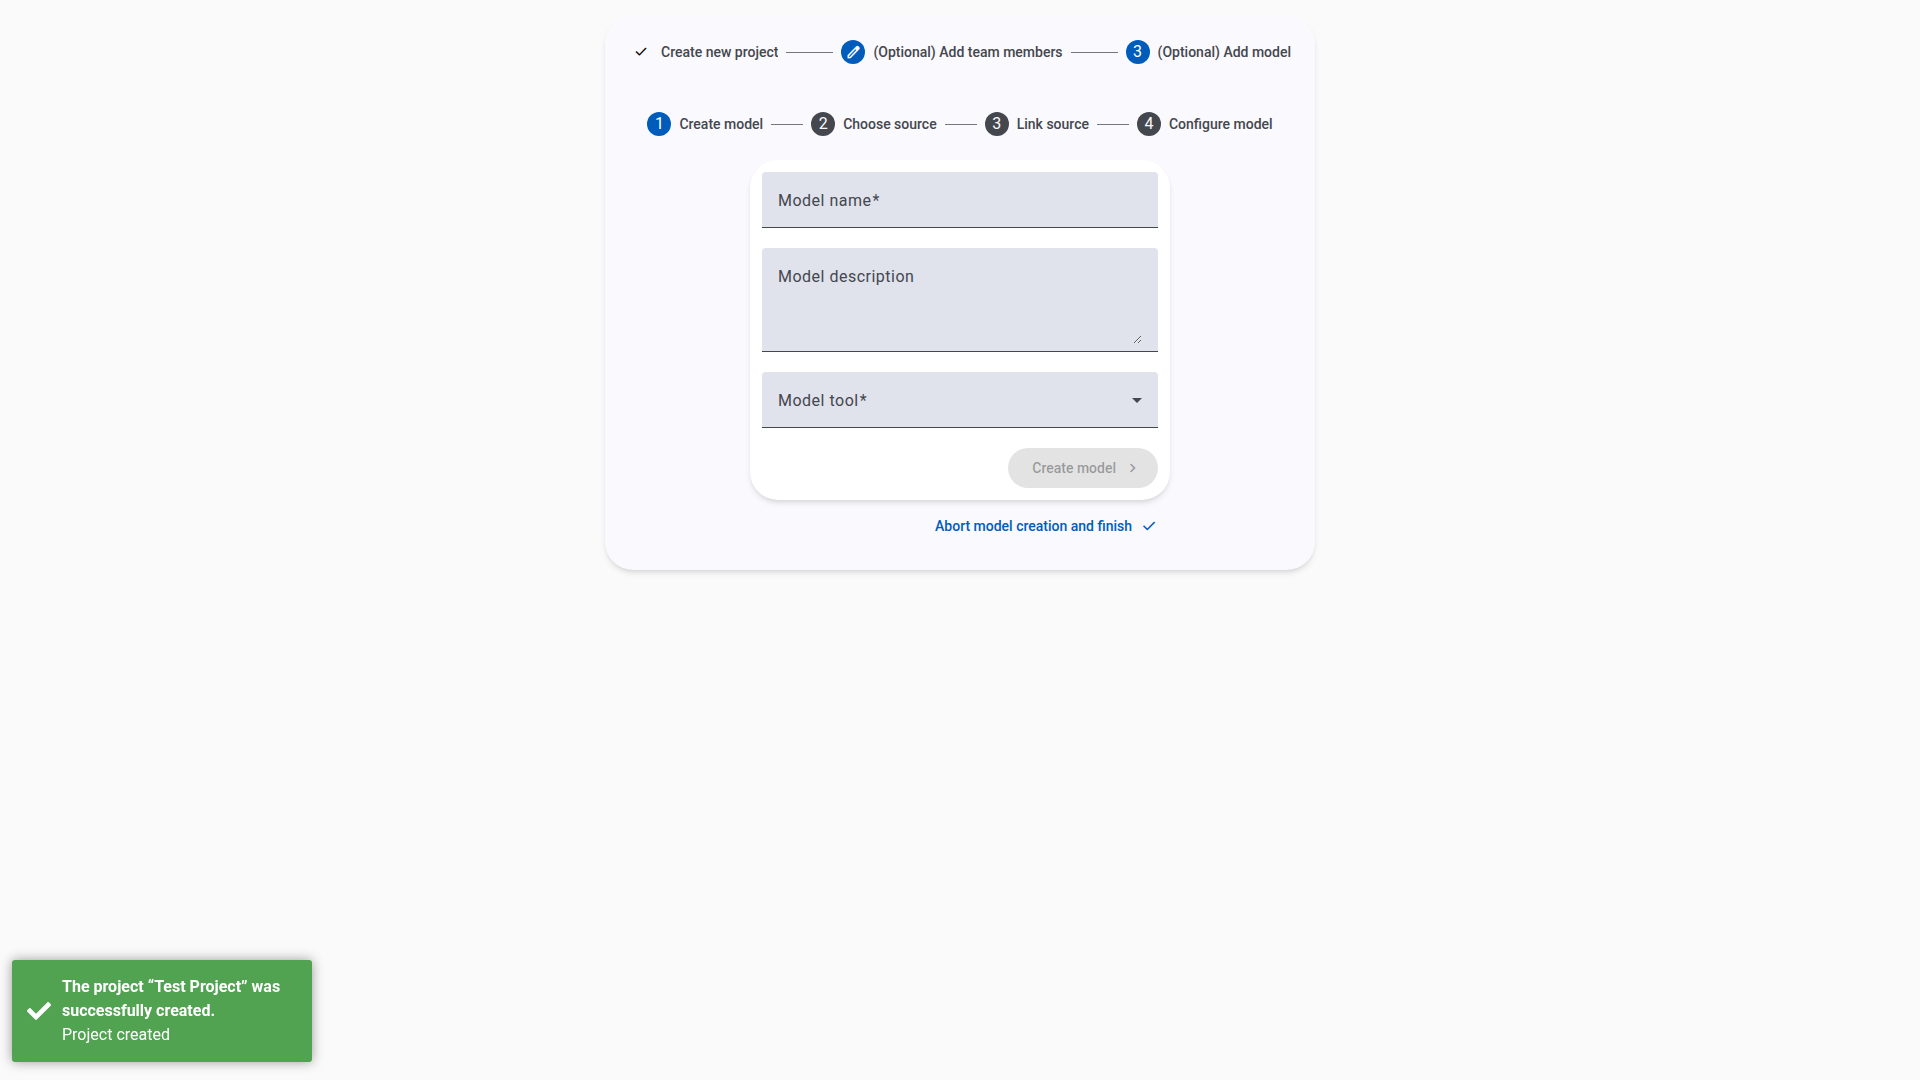 Create new project
(Optional) Add team members
3 (Optional) Add model
1 Create model
2 Choose source
3 Link source
4 Configure model
Model name*
Model description
Model tool*
Create model
Abort model creation and finish
The project “Test Project” was
successfully created.
Project created